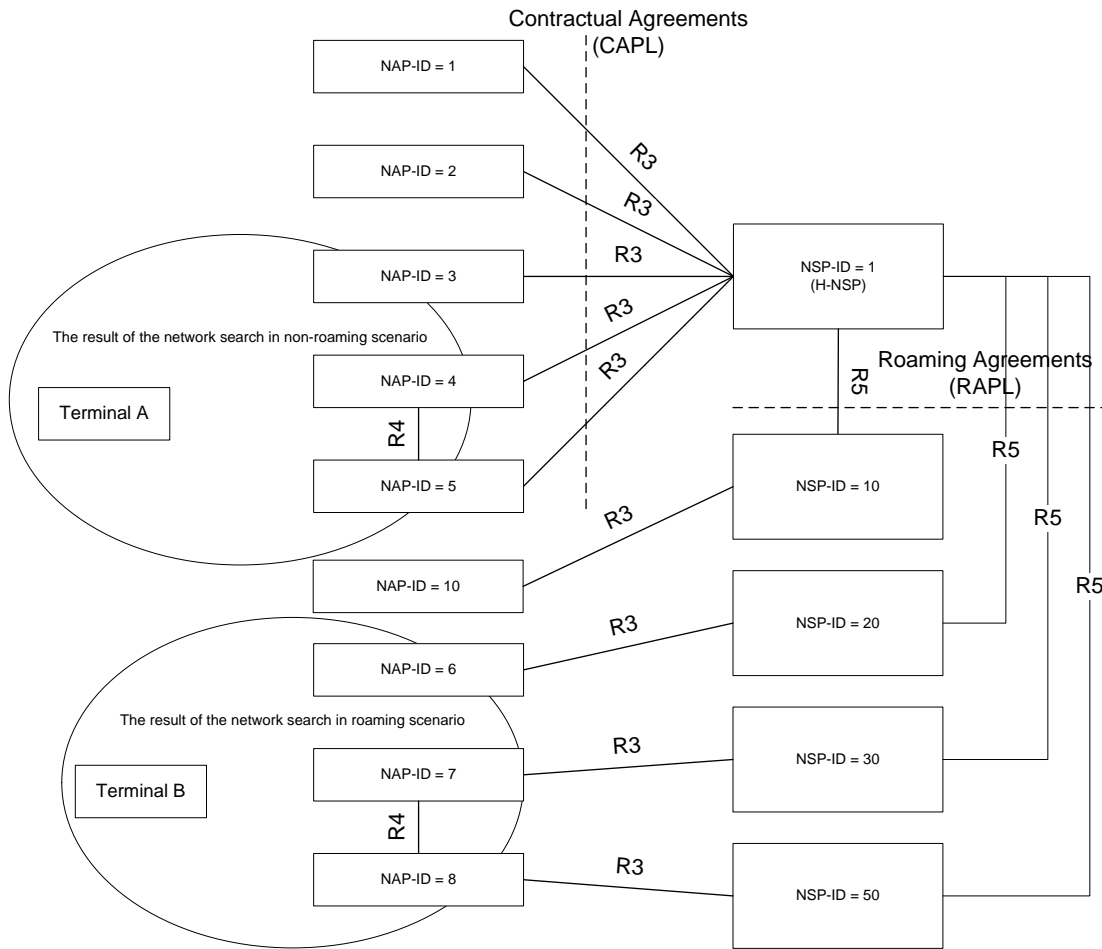 Contractual Agreements
(CAPL)
NAP-ID = 1
R3
NAP-ID = 2
R3
NAP-ID = 3
R3
NSP-ID = 1
(H-NSP)
The result of the network search in non-roaming scenario
R3
NAP-ID = 4
R3
Terminal A
R4
R5
Roaming Agreements
(RAPL)
NAP-ID = 5
R5
NSP-ID = 10
R3
R5
NAP-ID = 10
R5
R3
NSP-ID = 20
NAP-ID = 6
The result of the network search in roaming scenario
R3
NSP-ID = 30
NAP-ID = 7
Terminal B
R4
R3
NAP-ID = 8
NSP-ID = 50